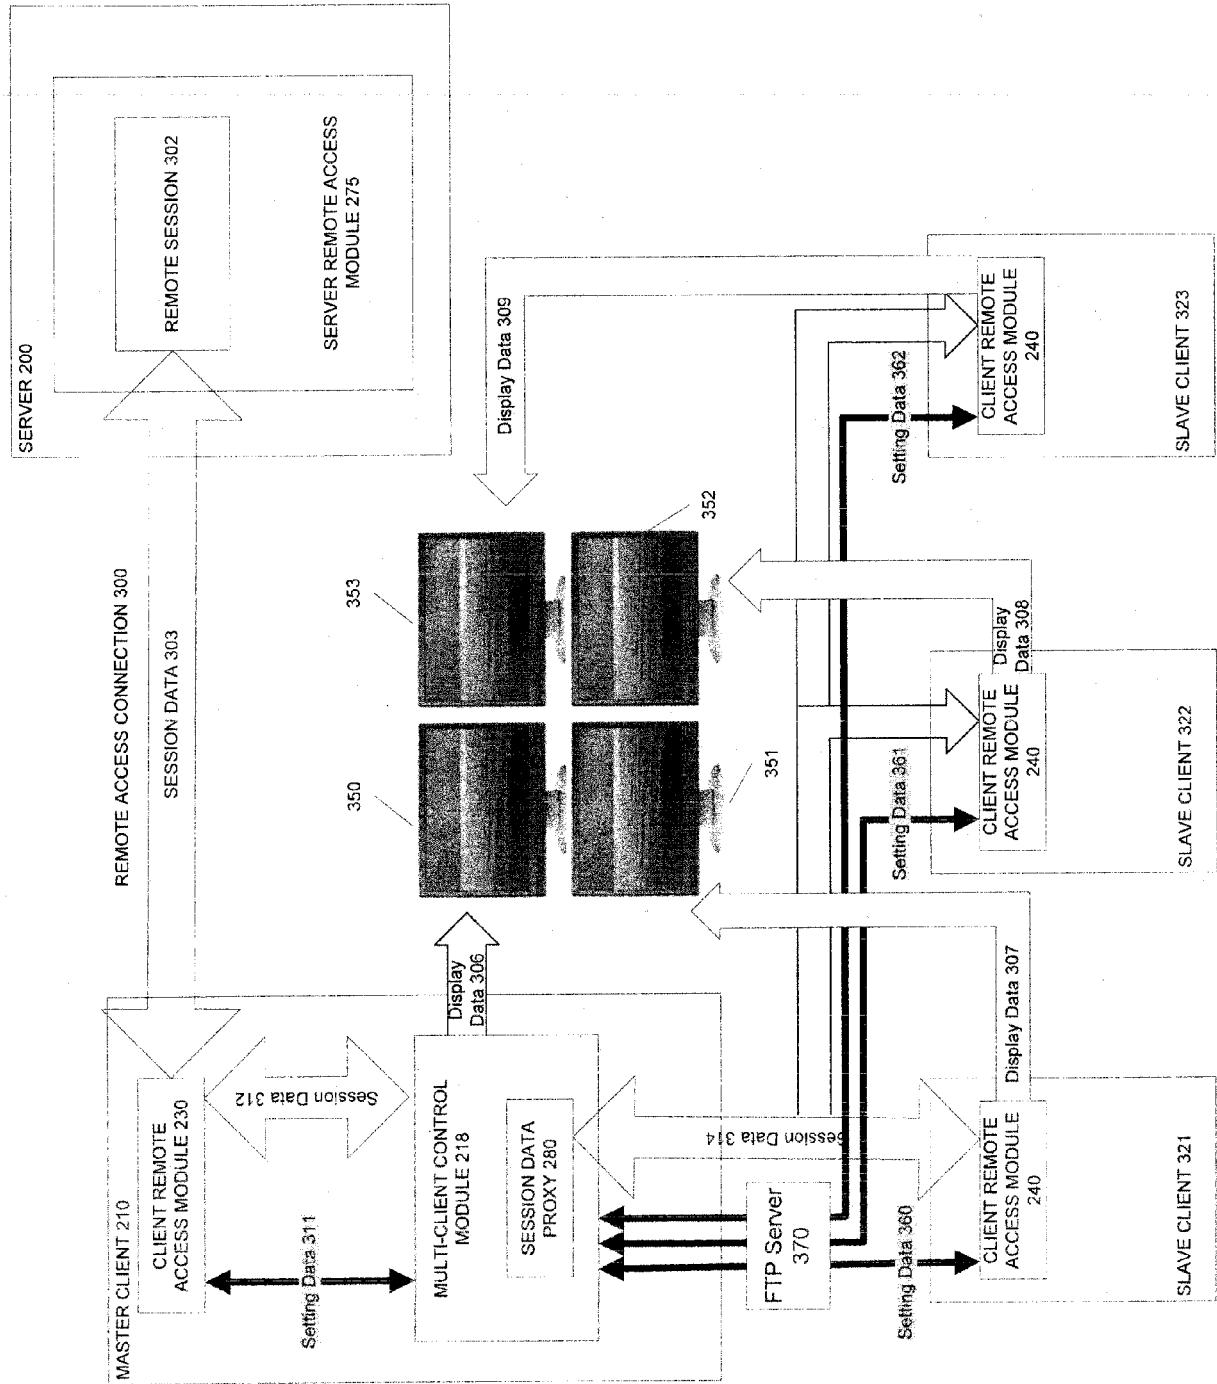 SERVER 200
REMOTE SESSION 302
SERVER REMOTE ACCESS
MODULE 275
REMOTE ACCESS CONNECTION 300
SESSION DATA 303
MASTER CLIENT 210
CLIENT REMOTE
ACCESS MODULE 230
Setting Data 311
Session Data 312
MULTI-CLIENT CONTROL
MODULE 218
SESSION DATA
PROXY 280
Display
Data 306
350
353
351
352
Display Data 309
FTP Server
370
Session Data 314
Setting Data 360
Setting Data 361
Setting Data 362
CLIENT REMOTE
ACCESS MODULE
240
Display Data 307
SLAVE CLIENT 321
CLIENT REMOTE
ACCESS MODULE
240
Display
Data 308
SLAVE CLIENT 322
CLIENT REMOTE
ACCESS MODULE
240
SLAVE CLIENT 323